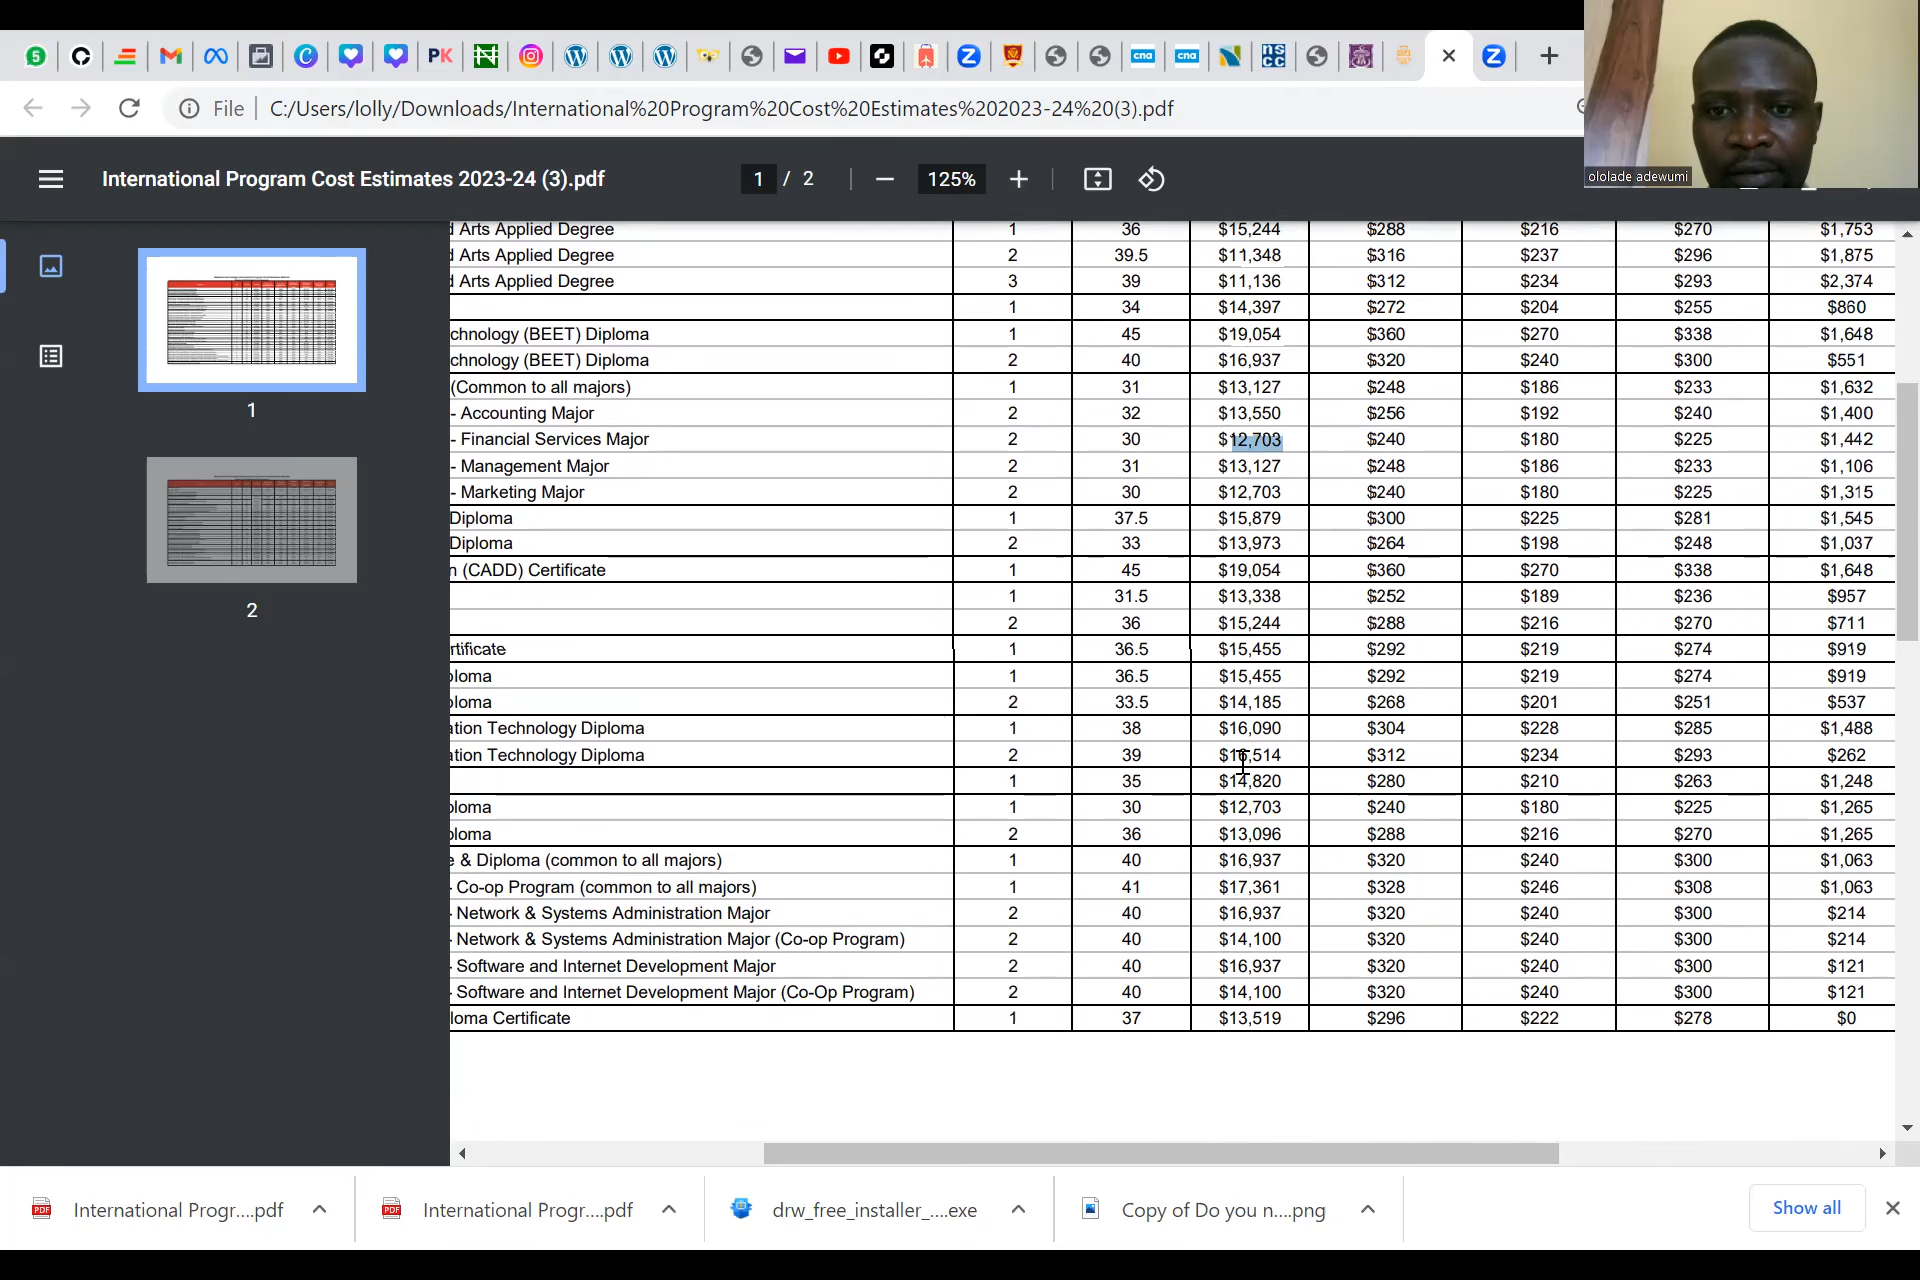 5
PK
cna
cna
nscc
File C:/Users/lolly/Downloads/International%20Program%20Cost%20Estimates%202023-24%20(3).pdf
ololade adewumi
International Program Cost Estimates 2023-24 (3).pdf
1 / 2
125%
d Arts Applied Degree 1 36 $15,244 $288 $216 $270 $1,753
d Arts Applied Degree 2 39.5 $11,348 $316 $237 $296 $1,875
d Arts Applied Degree 3 39 $11,136 $312 $234 $293 $2,374
1 34 $14,397 $272 $204 $255 $860
chnology (BEET) Diploma 1 45 $19,054 $360 $270 $338 $1,648
chnology (BEET) Diploma 2 40 $16,937 $320 $240 $300 $551
(Common to all majors) 1 31 $13,127 $248 $186 $233 $1,632
- Accounting Major 2 32 $13,550 $256 $192 $240 $1,400
- Financial Services Major 2 30 $12,703 $240 $180 $225 $1,442
- Management Major 2 31 $13,127 $248 $186 $233 $1,106
- Marketing Major 2 30 $12,703 $240 $180 $225 $1,315
Diploma 1 37.5 $15,879 $300 $225 $281 $1,545
Diploma 2 33 $13,973 $264 $198 $248 $1,037
n (CADD) Certificate 1 45 $19,054 $360 $270 $338 $1,648
1 31.5 $13,338 $252 $189 $236 $957
2 36 $15,244 $288 $216 $270 $711
rtificate 1 36.5 $15,455 $292 $219 $274 $919
ploma 1 36.5 $15,455 $292 $219 $274 $919
ploma 2 33.5 $14,185 $268 $201 $251 $537
ation Technology Diploma 1 38 $16,090 $304 $228 $285 $1,488
ation Technology Diploma 2 39 $16,514 $312 $234 $293 $262
1 35 $14,820 $280 $210 $263 $1,248
ploma 1 30 $12,703 $240 $180 $225 $1,265
ploma 2 36 $13,096 $288 $216 $270 $1,265
e & Diploma (common to all majors) 1 40 $16,937 $320 $240 $300 $1,063
- Co-op Program (common to all majors) 1 41 $17,361 $328 $246 $308 $1,063
- Network & Systems Administration Major 2 40 $16,937 $320 $240 $300 $214
- Network & Systems Administration Major (Co-op Program) 2 40 $14,100 $320 $240 $300 $214
- Software and Internet Development Major 2 40 $16,937 $320 $240 $300 $121
- Software and Internet Development Major (Co-Op Program) 2 40 $14,100 $320 $240 $300 $121
loma Certificate 1 37 $13,519 $296 $222 $278 $0
1
2
International Progr....pdf
International Progr....pdf
drw_free_installer_....exe
Copy of Do you n....png
Show all